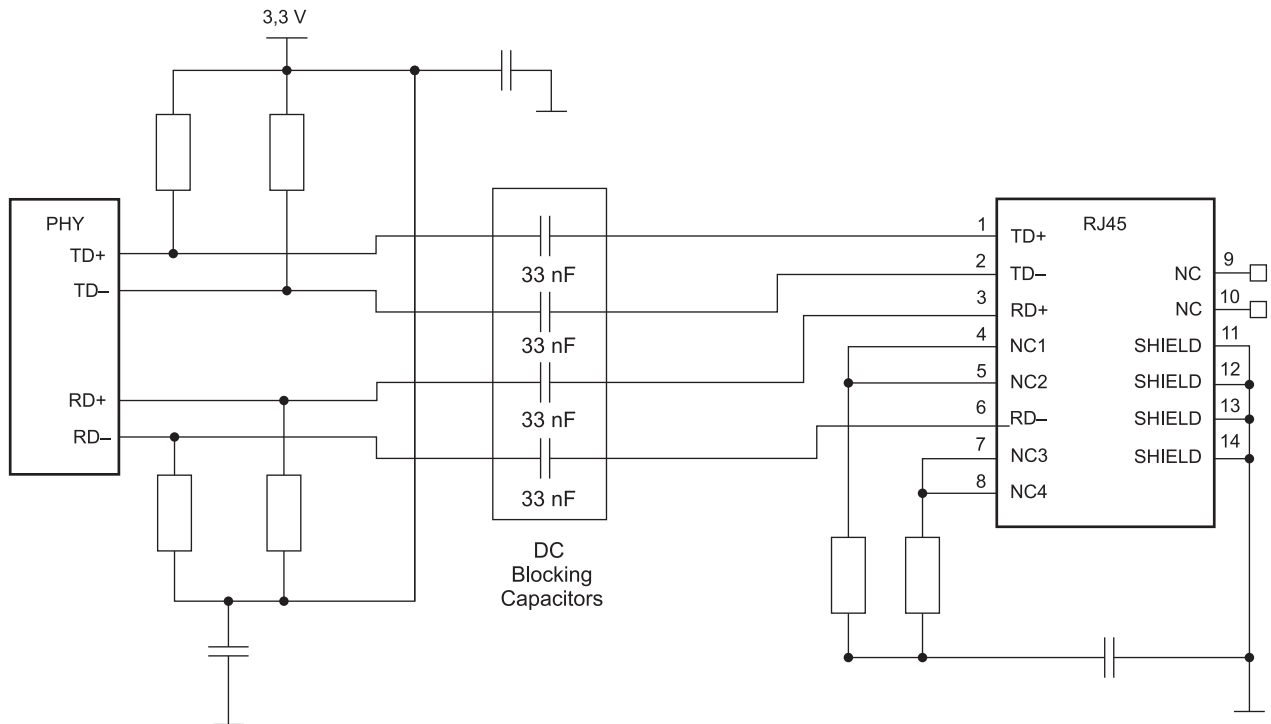 3,3 V
PHY
TD+
TD–
RD+
RD–
33 nF
33 nF
33 nF
33 nF
DC
Blocking
Capacitors
RJ45
1
TD+
2
TD–
3
RD+
4
NC1
5
NC2
6
RD–
7
NC3
8
NC4
NC
9
NC
10
SHIELD
11
SHIELD
12
SHIELD
13
SHIELD
14